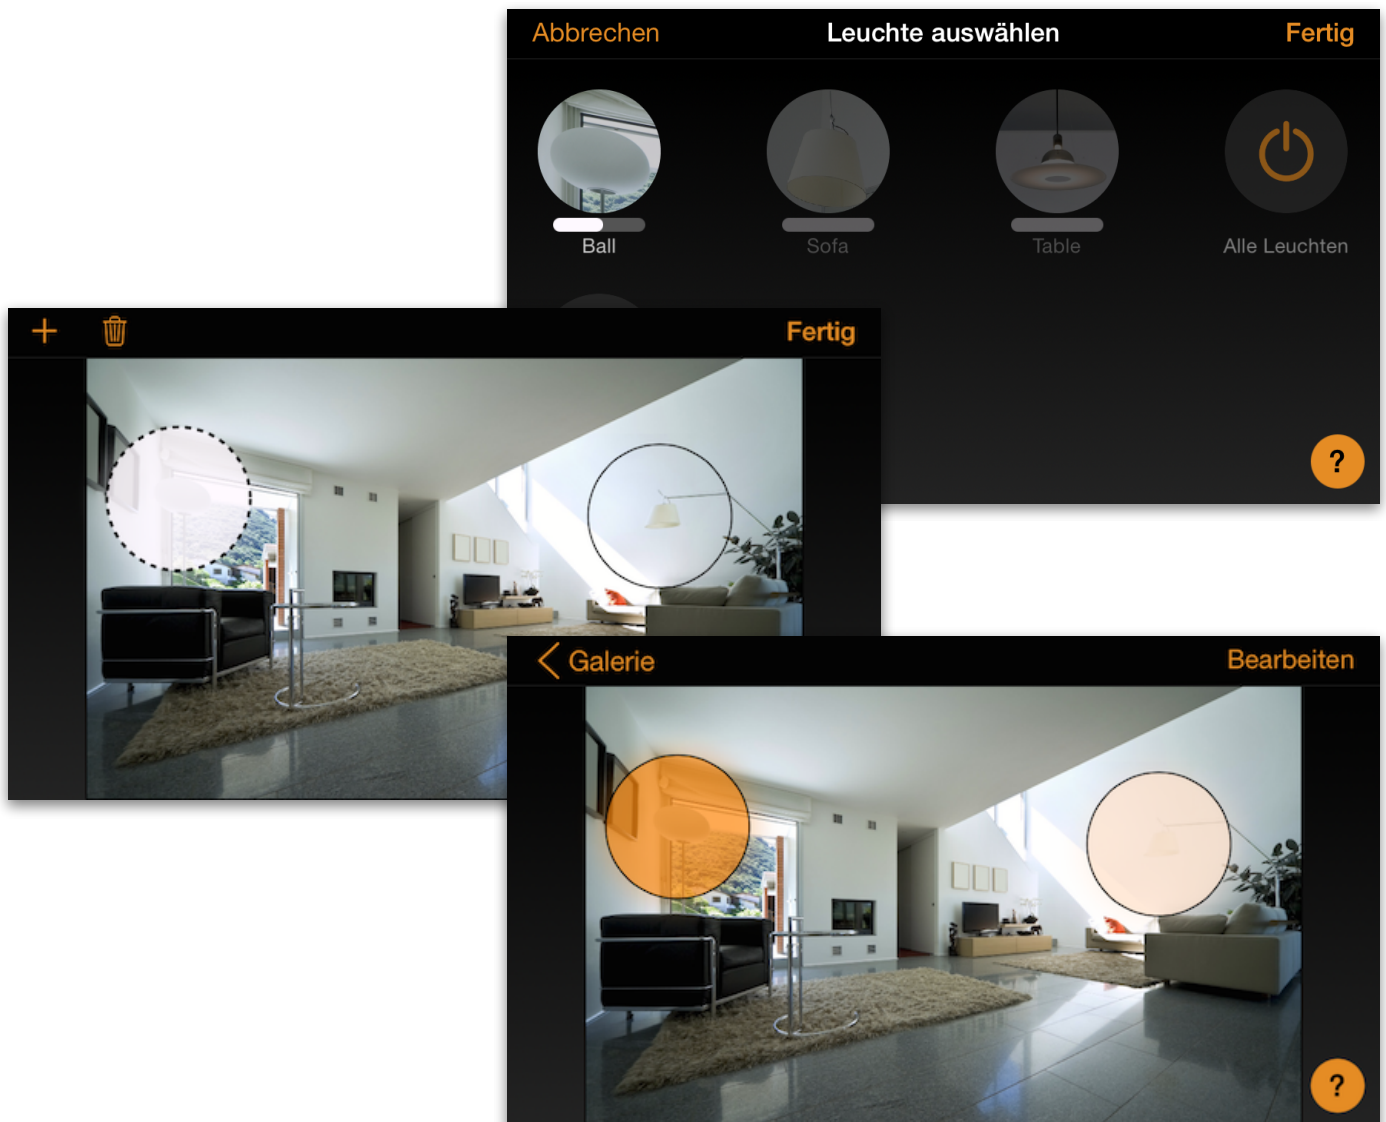 Abbrechen Leuchte auswählen Fertig
Ball Sofa Table Alle Leuchten
?
Fertig
Galerie Bearbeiten
?